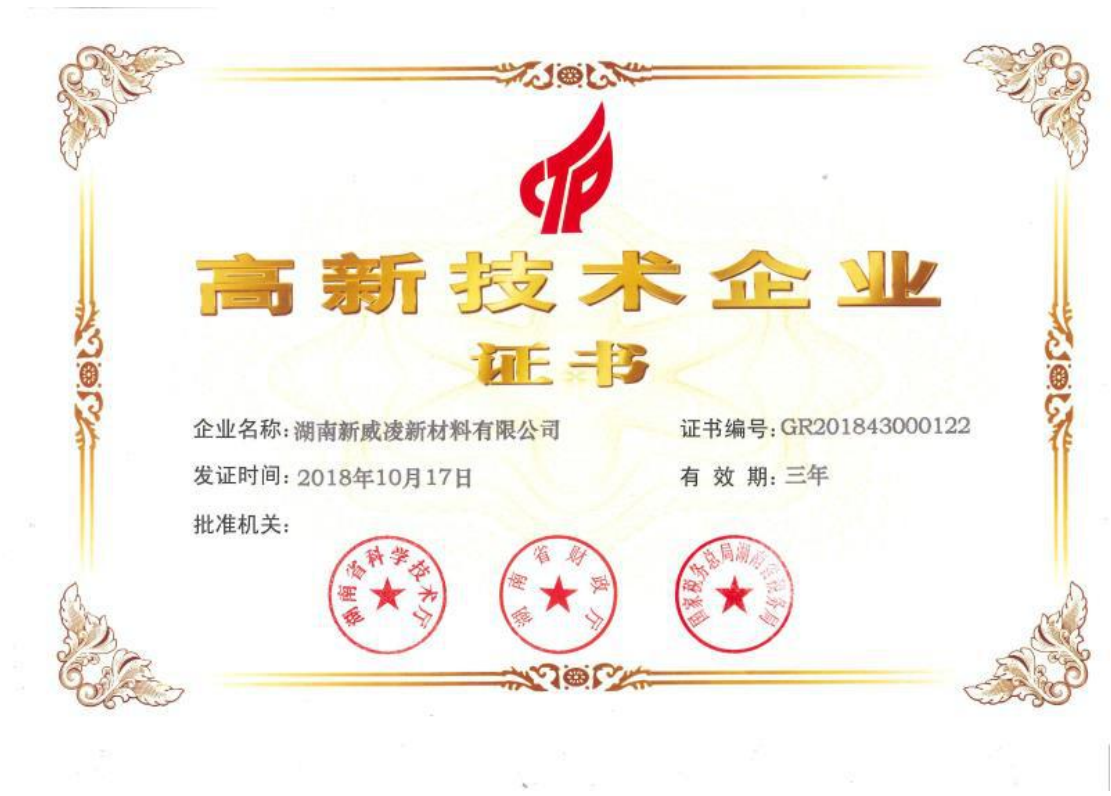 CTP
高新技术企业
证书
企业名称:湖南新威凌新材料有限公司
证书编号:GR201843000122
发证时间:2018年10月17日
有 效 期:三年
批准机关:
湖南省科学技术厅
湖南省财政厅
国家税务总局湖南省税务局